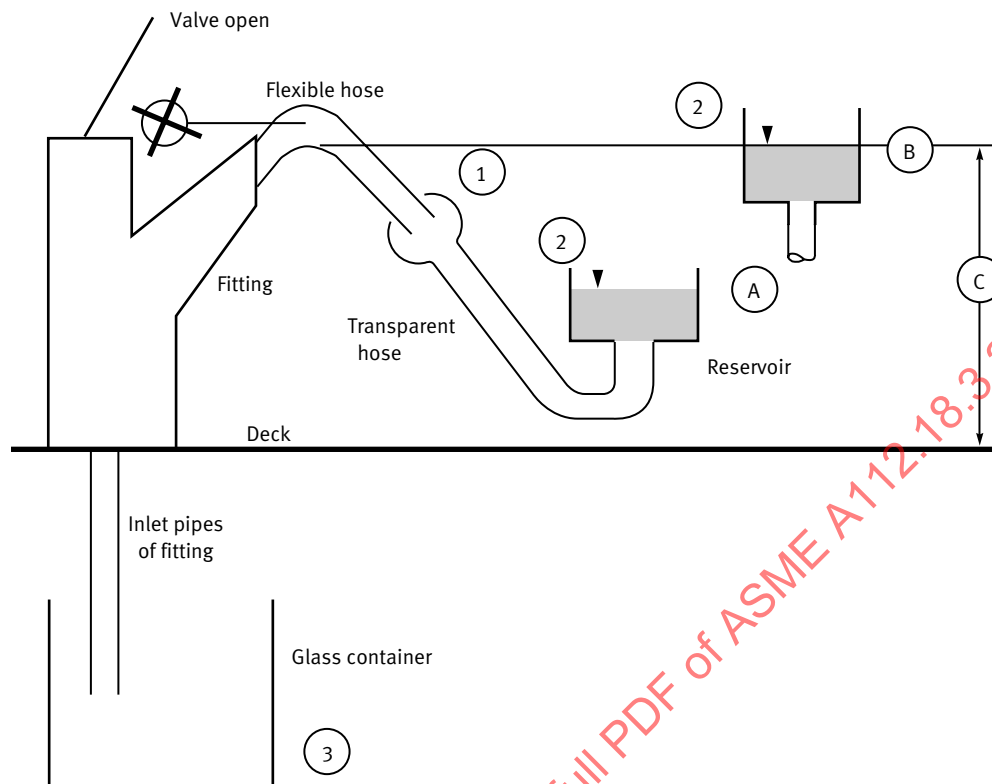 Valve open
Flexible hose
2
B
1
2
A
C
Fitting
Transparent
hose
Reservoir
Deck
Inlet pipes
of fitting
Glass container
3
full PDF of ASME A112.18.3